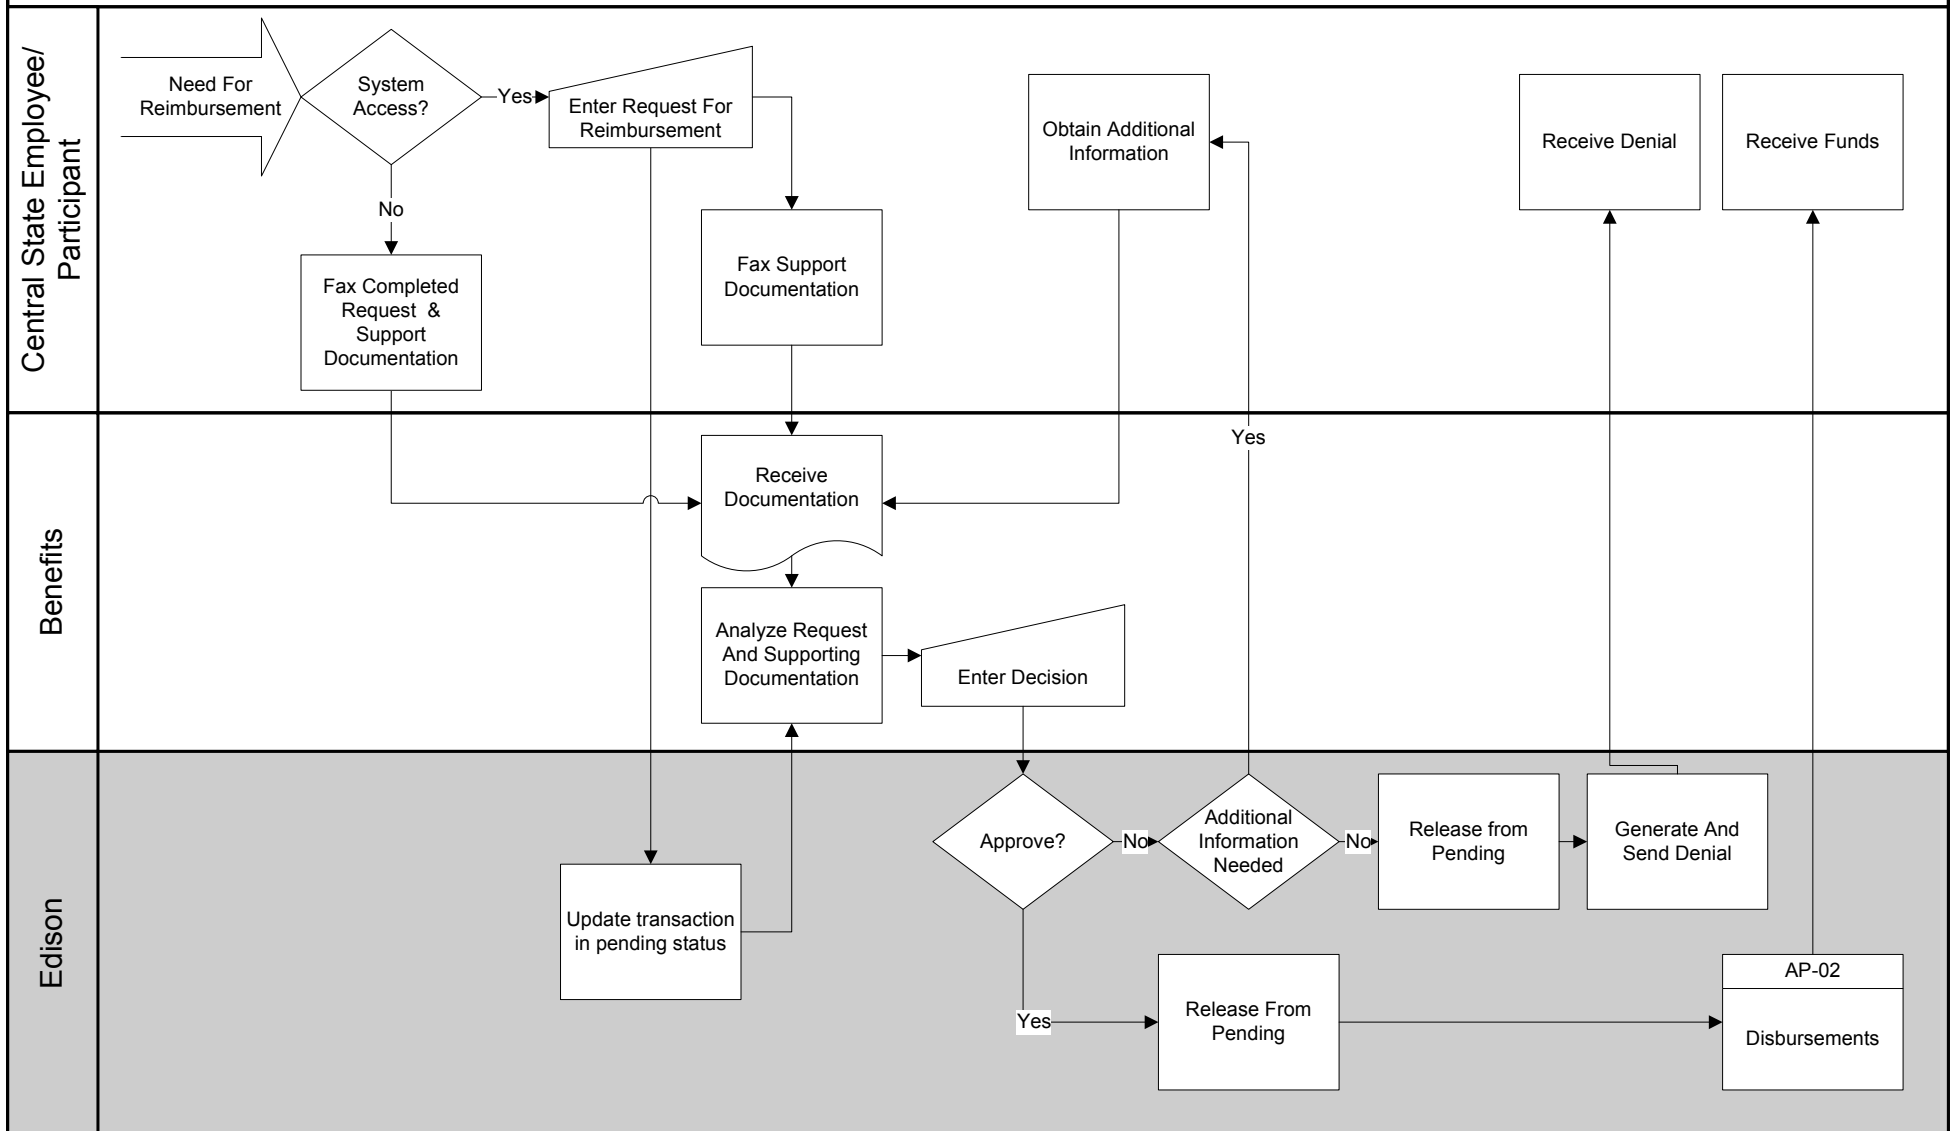 Central State Employee/
Participant
Need For
Reimbursement
System
Access?
Yes
Enter Request For
Reimbursement
No
Fax Completed
Request & 
Support
Documentation
Fax Support
Documentation
Obtain Additional
Information
Receive Denial
Receive Funds
Benefits
Yes
Receive
Documentation
Analyze Request
And Supporting
Documentation
Enter Decision
Edison
Update transaction
in pending status
Approve?
No
Additional
Information
Needed
No
Release from
Pending
Generate And
Send Denial
Yes
Release From
Pending
AP-02
Disbursements